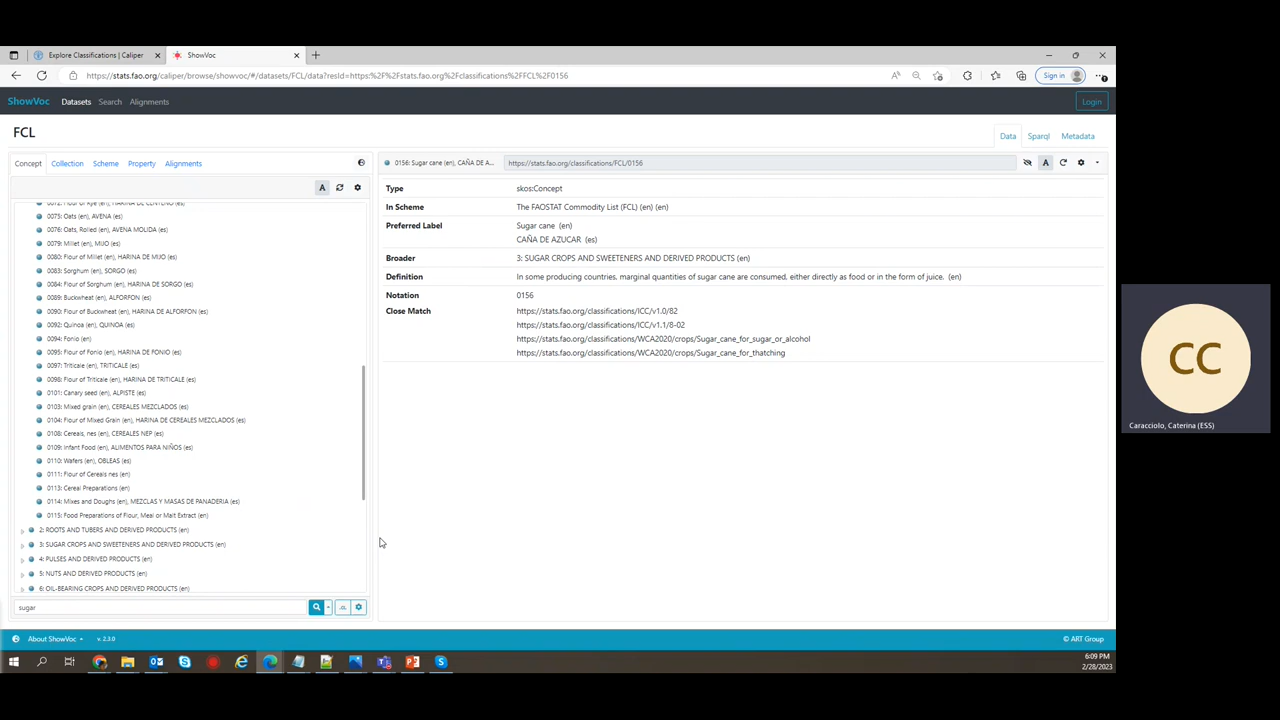 Explore Classifications | Caliper
ShowVoc
https://stats.fao.org/caliper/browse/showvoc/#/datasets/FCL/data?resId=https:%2F%2Fstats.fao.org%2Fclassifications%2FFCL%2F0156
Sign in
ShowVoc Datasets Search Alignments
Login
FCL
Data Sparql Metadata
Concept Collection Scheme Property Alignments
0156: Sugar cane (en), CAÑA DE A...
https://stats.fao.org/classifications/FCL/0156
A
0072: Flour of Rye (en), HARINA DE CENTENO (es)
0075: Oats (en), AVENA (es)
0076: Oats, Rolled (en), AVENA MOLIDA (es)
0079: Millet (en), MIJO (es)
0080: Flour of Millet (en), HARINA DE MIJO (es)
0083: Sorghum (en), SORGO (es)
0084: Flour of Sorghum (en), HARINA DE SORGO (es)
0089: Buckwheat (en), ALFORFON (es)
0090: Flour of Buckwheat (en), HARINA DE ALFORFON (es)
0092: Quinoa (en), QUINOA (es)
0094: Fonio (en)
0095: Flour of Fonio (en), HARINA DE FONIO (es)
0097: Triticale (en), TRITICALE (es)
0098: Flour of Triticale (en), HARINA DE TRITICALE (es)
0101: Canary seed (en), ALPISTE (es)
0103: Mixed grain (en), CEREALES MEZCLADOS (es)
0104: Flour of Mixed Grain (en), HARINA DE CEREALES MEZCLADOS (es)
0108: Cereals, nes (en), CEREALES NEP (es)
0109: Infant Food (en), ALIMENTOS PARA NIÑOS (es)
0110: Wafers (en), OBLEAS (es)
0111: Flour of Cereals nes (en)
0113: Cereal Preparations (en)
0114: Mixes and Doughs (en), MEZCLAS Y MASAS DE PANADERIA (es)
0115: Food Preparations of Flour, Meal or Malt Extract (en)
2: ROOTS AND TUBERS AND DERIVED PRODUCTS (en)
3: SUGAR CROPS AND SWEETENERS AND DERIVED PRODUCTS (en)
4: PULSES AND DERIVED PRODUCTS (en)
5: NUTS AND DERIVED PRODUCTS (en)
6: OIL-BEARING CROPS AND DERIVED PRODUCTS (en)
sugar
Type skos:Concept
In Scheme The FAOSTAT Commodity List (FCL) (en) (en)
Preferred Label Sugar cane (en)
CAÑA DE AZUCAR (es)
Broader 3: SUGAR CROPS AND SWEETENERS AND DERIVED PRODUCTS (en)
Definition In some producing countries, marginal quantities of sugar cane are consumed, either directly as food or in the form of juice. (en)
Notation 0156
Close Match https://stats.fao.org/classifications/ICC/v1.0/82
https://stats.fao.org/classifications/ICC/v1.1/8-02
https://stats.fao.org/classifications/WCA2020/crops/Sugar_cane_for_sugar_or_alcohol
https://stats.fao.org/classifications/WCA2020/crops/Sugar_cane_for_thatching
CC
Caracciolo, Caterina (ESS)
About ShowVoc v. 2.3.0
© ART Group
6:09 PM
2/28/2023